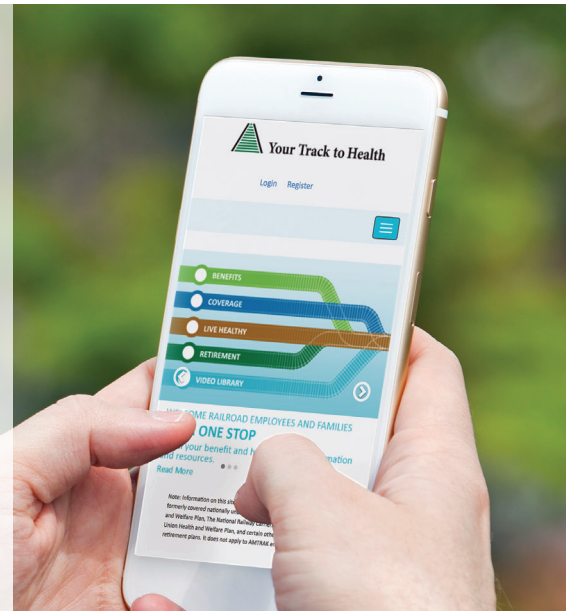 Your Track to Health
Login Register
BENEFITS
COVERAGE
LIVE HEALTHY
RETIREMENT
VIDEO LIBRARY
WELCOME RAILROAD EMPLOYEES AND FAMILIES
ONE STOP
your benefit and
and resources.
Read More
Note: Information on this
formerly covered nationally
and Welfare Plan, The National Railway
Union Health and Welfare Plan, and certain other
retirement plans. It does not apply to AMTRAK